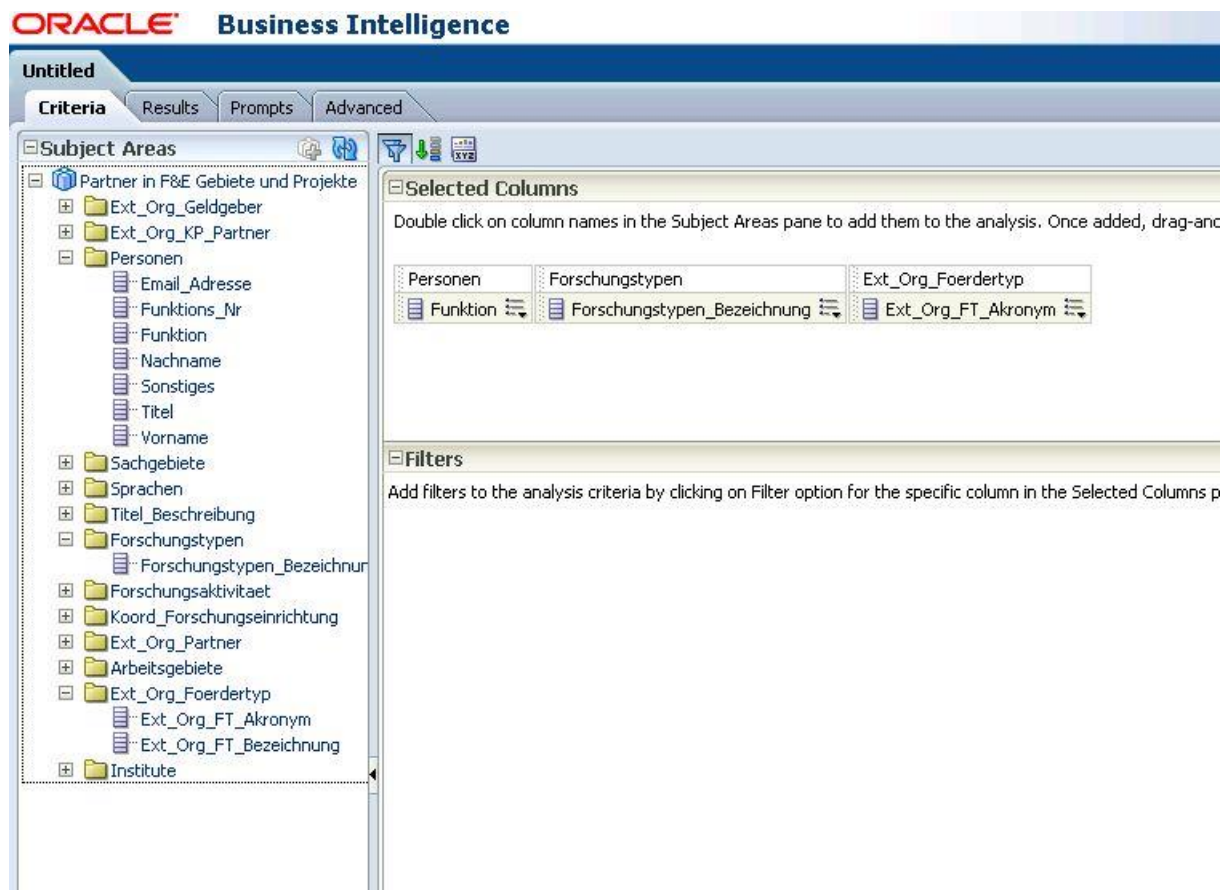 ORACLE Business Intelligence
Untitled
Criteria Results Prompts Advanced
Subject Areas
Partner in F&E Gebiete und Projekte
Ext_Org_Geldgeber
Ext_Org_KP_Partner
Personen
Email_Adresse
Funktions_Nr
Funktion
Nachname
Sonstiges
Titel
Vorname
Sachgebiete
Sprachen
Titel_Beschreibung
Forschungstypen
Forschungstypen_Bezeichnur
Forschungsaktivitaet
Koord_Forschungseinrichtung
Ext_Org_Partner
Arbeitsgebiete
Ext_Org_Foerdertyp
Ext_Org_FT_Akronym
Ext_Org_FT_Bezeichnung
Institute
xyz
Selected Columns
Double click on column names in the Subject Areas pane to add them to the analysis. Once added, drag-and
Personen Forschungstypen Ext_Org_Foerdertyp
Funktion Forschungstypen_Bezeichnung Ext_Org_FT_Akronym
Filters
Add filters to the analysis criteria by clicking on Filter option for the specific column in the Selected Columns p